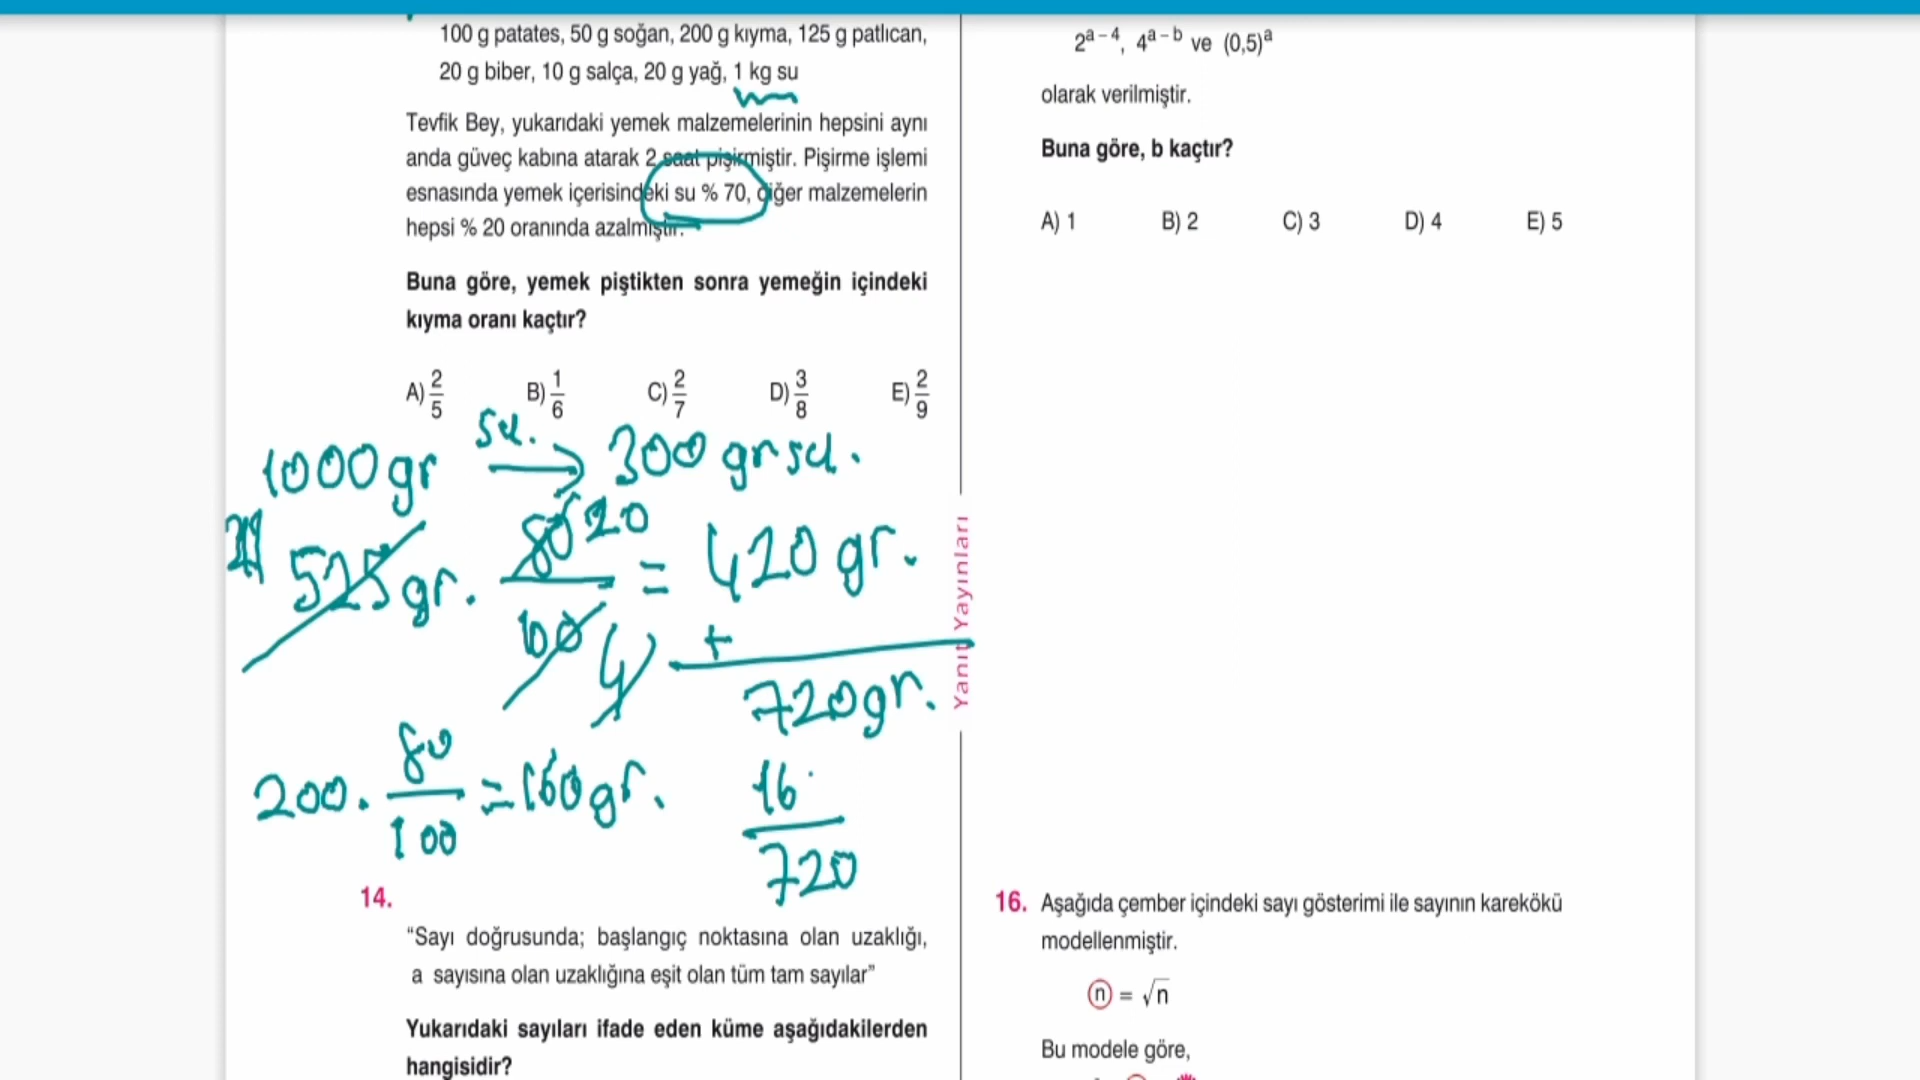 100 g patates, 50 g soğan, 200 g kıyma, 125 g patlıcan,
20 g biber, 10 g salça, 20 g yağ, 1 kg su
Tevfik Bey, yukarıdaki yemek malzemelerinin hepsini aynı
anda güveç kabına atarak 2 saat pişirmiştir. Pişirme işlemi
esnasında yemek içerisindeki su % 70, diğer malzemelerin
hepsi % 20 oranında azalmıştır.
Buna göre, yemek piştikten sonra yemeğin içindeki
kıyma oranı kaçtır?
A) 2/5 B) 1/6 C) 2/7 D) 3/8 E) 2/9
1000gr su. → 300 gr su.
21 525 gr. 80/100 20 4 = 420 gr.
+
720 gr.
200. 80/100 = 160 gr. 16/720
14.
“Sayı doğrusunda; başlangıç noktasına olan uzaklığı,
a sayısına olan uzaklığına eşit olan tüm tam sayılar”
Yukarıdaki sayıları ifade eden küme aşağıdakilerden
hangisidir?
Yanıt Yayınları
2^(a – 4), 4^(a – b) ve (0,5)^a
olarak verilmiştir.
Buna göre, b kaçtır?
A) 1 B) 2 C) 3 D) 4 E) 5
16. Aşağıda çember içindeki sayı gösterimi ile sayının karekökü
modellenmiştir.
ⓝ = √n
Bu modele göre,